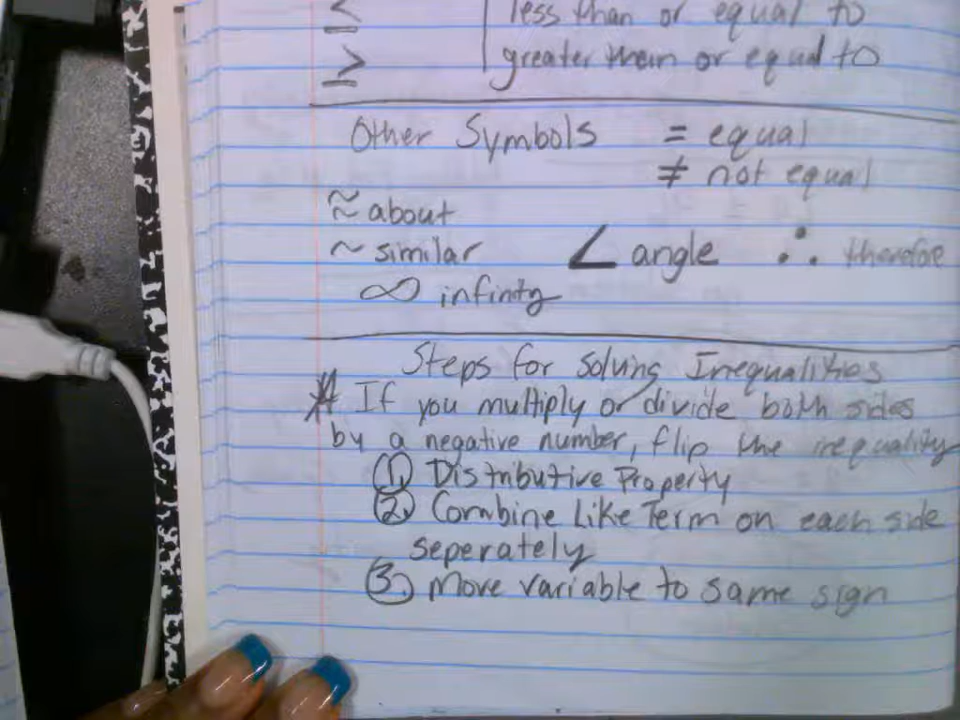 ≤ less than or equal to
≥ greater than or equal to
Other Symbols = equal
≠ not equal
≈ about
~ similar ∠ angle ∴ therefore
∞ infinity
Steps for Solving Inequalities
* If you multiply or divide both sides
by a negative number, flip the inequality
① Distributive Property
② Combine Like Term on each side
seperately
③ Move variable to same sign